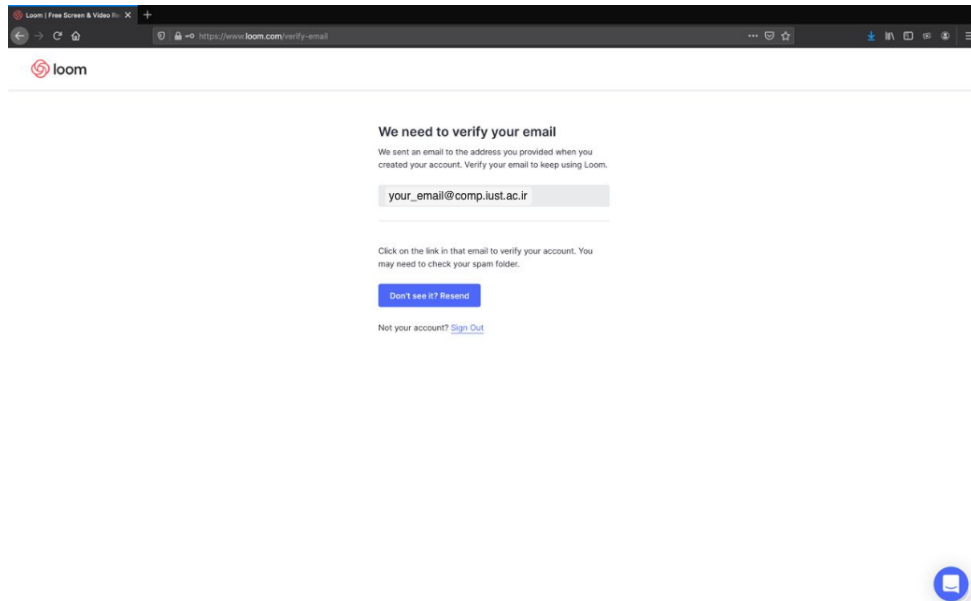 Loom | Free Screen & Video Re
https://www.loom.com/verify-email
loom
We need to verify your email
We sent an email to the address you provided when you
created your account. Verify your email to keep using Loom.
your_email@comp.iust.ac.ir
Click on the link in that email to verify your account. You
may need to check your spam folder.
Don't see it? Resend
Not your account? Sign Out